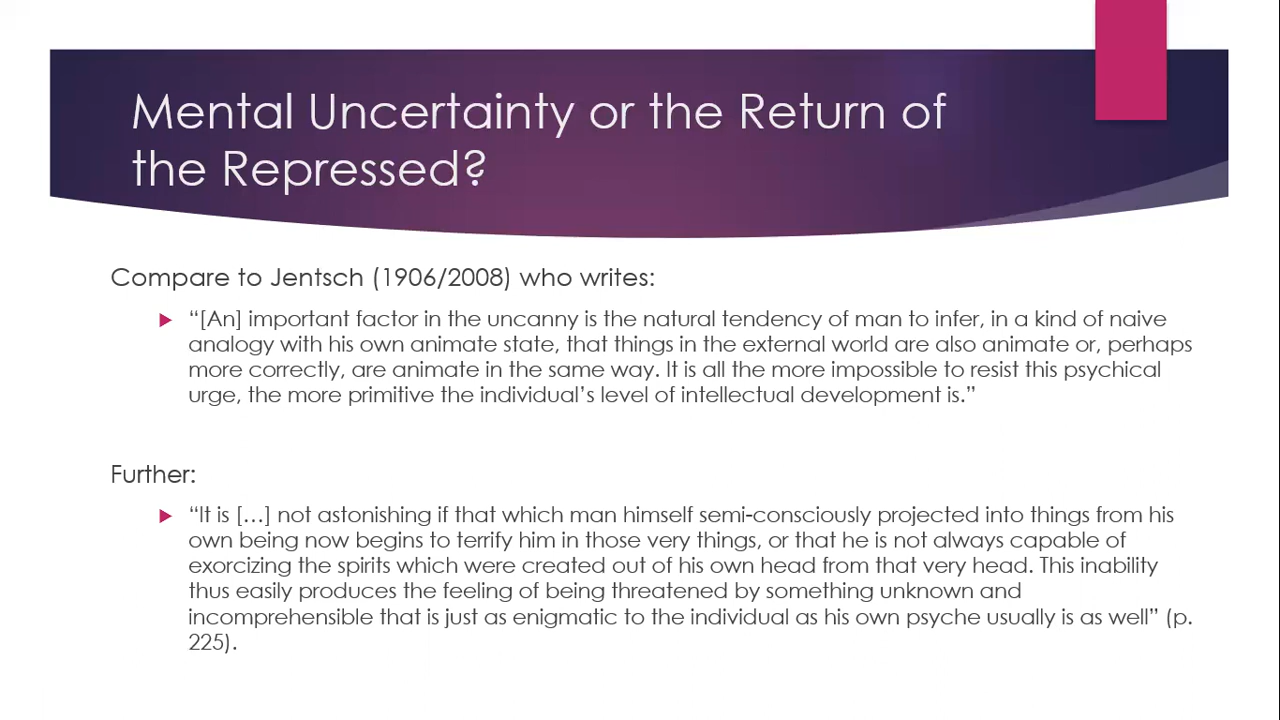 Mental Uncertainty or the Return of
the Repressed?
Compare to Jentsch (1906/2008) who writes:
“[An] important factor in the uncanny is the natural tendency of man to infer, in a kind of naive
analogy with his own animate state, that things in the external world are also animate or, perhaps
more correctly, are animate in the same way. It is all the more impossible to resist this psychical
urge, the more primitive the individual’s level of intellectual development is.”
Further:
“It is […] not astonishing if that which man himself semi-consciously projected into things from his
own being now begins to terrify him in those very things, or that he is not always capable of
exorcizing the spirits which were created out of his own head from that very head. This inability
thus easily produces the feeling of being threatened by something unknown and
incomprehensible that is just as enigmatic to the individual as his own psyche usually is as well” (p.
225).